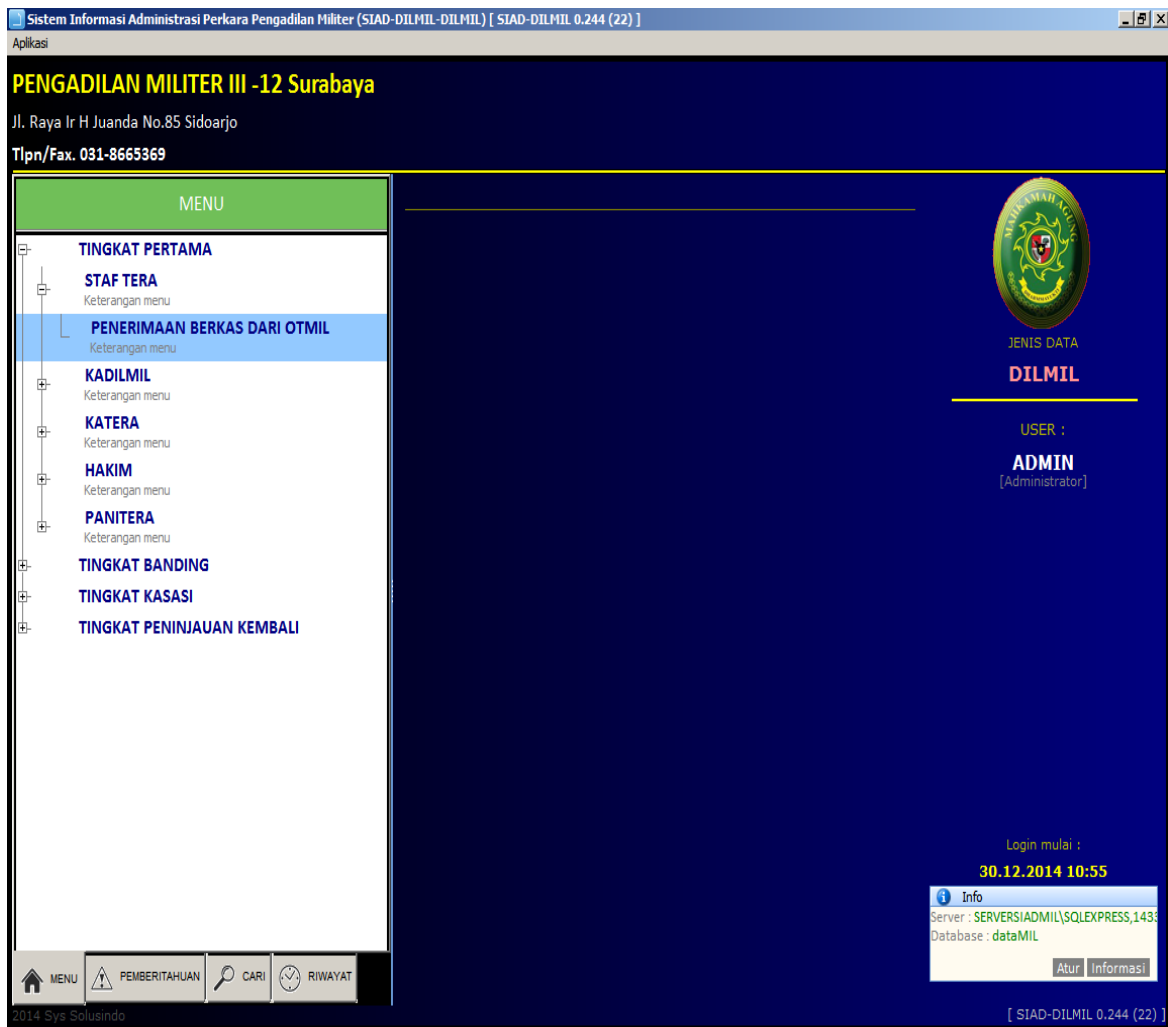 Sistem Informasi Administrasi Perkara Pengadilan Militer (SIAD-DILMIL-DILMIL) [ SIAD-DILMIL 0.244 (22) ]
Aplikasi
PENGADILAN MILITER III -12 Surabaya
Jl. Raya Ir H Juanda No.85 Sidoarjo
Tlpn/Fax. 031-8665369
MENU
TINGKAT PERTAMA
STAF TERA
Keterangan menu
PENERIMAAN BERKAS DARI OTMIL
Keterangan menu
KADILMIL
Keterangan menu
KATERA
Keterangan menu
HAKIM
Keterangan menu
PANITERA
Keterangan menu
TINGKAT BANDING
TINGKAT KASASI
TINGKAT PENINJAUAN KEMBALI
MENU
PEMBERITAHUAN
CARI
RIWAYAT
2014 Sys Solusindo
MAHKAMAH AGUNG
JENIS DATA
DILMIL
USER :
ADMIN
[Administrator]
Login mulai :
30.12.2014 10:55
Info
Server : SERVERSIADMIL\SQLEXPRESS,1433
Database : dataMIL
Atur Informasi
[ SIAD-DILMIL 0.244 (22) ]